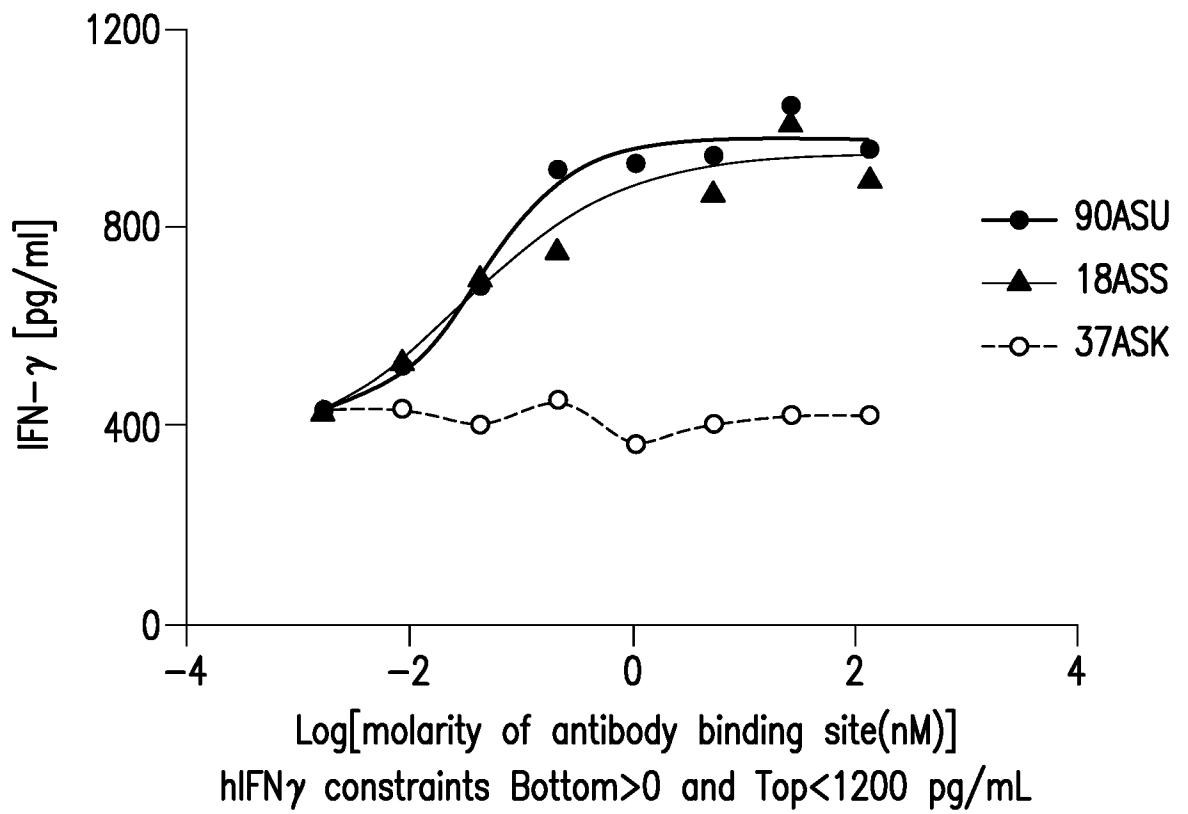 1200
800
400
0
IFN-γ [pg/ml]
-4
-2
0
2
4
Log[molarity of antibody binding site(nM)]
hIFNγ constraints Bottom>0 and Top<1200 pg/mL
90ASU
18ASS
37ASK